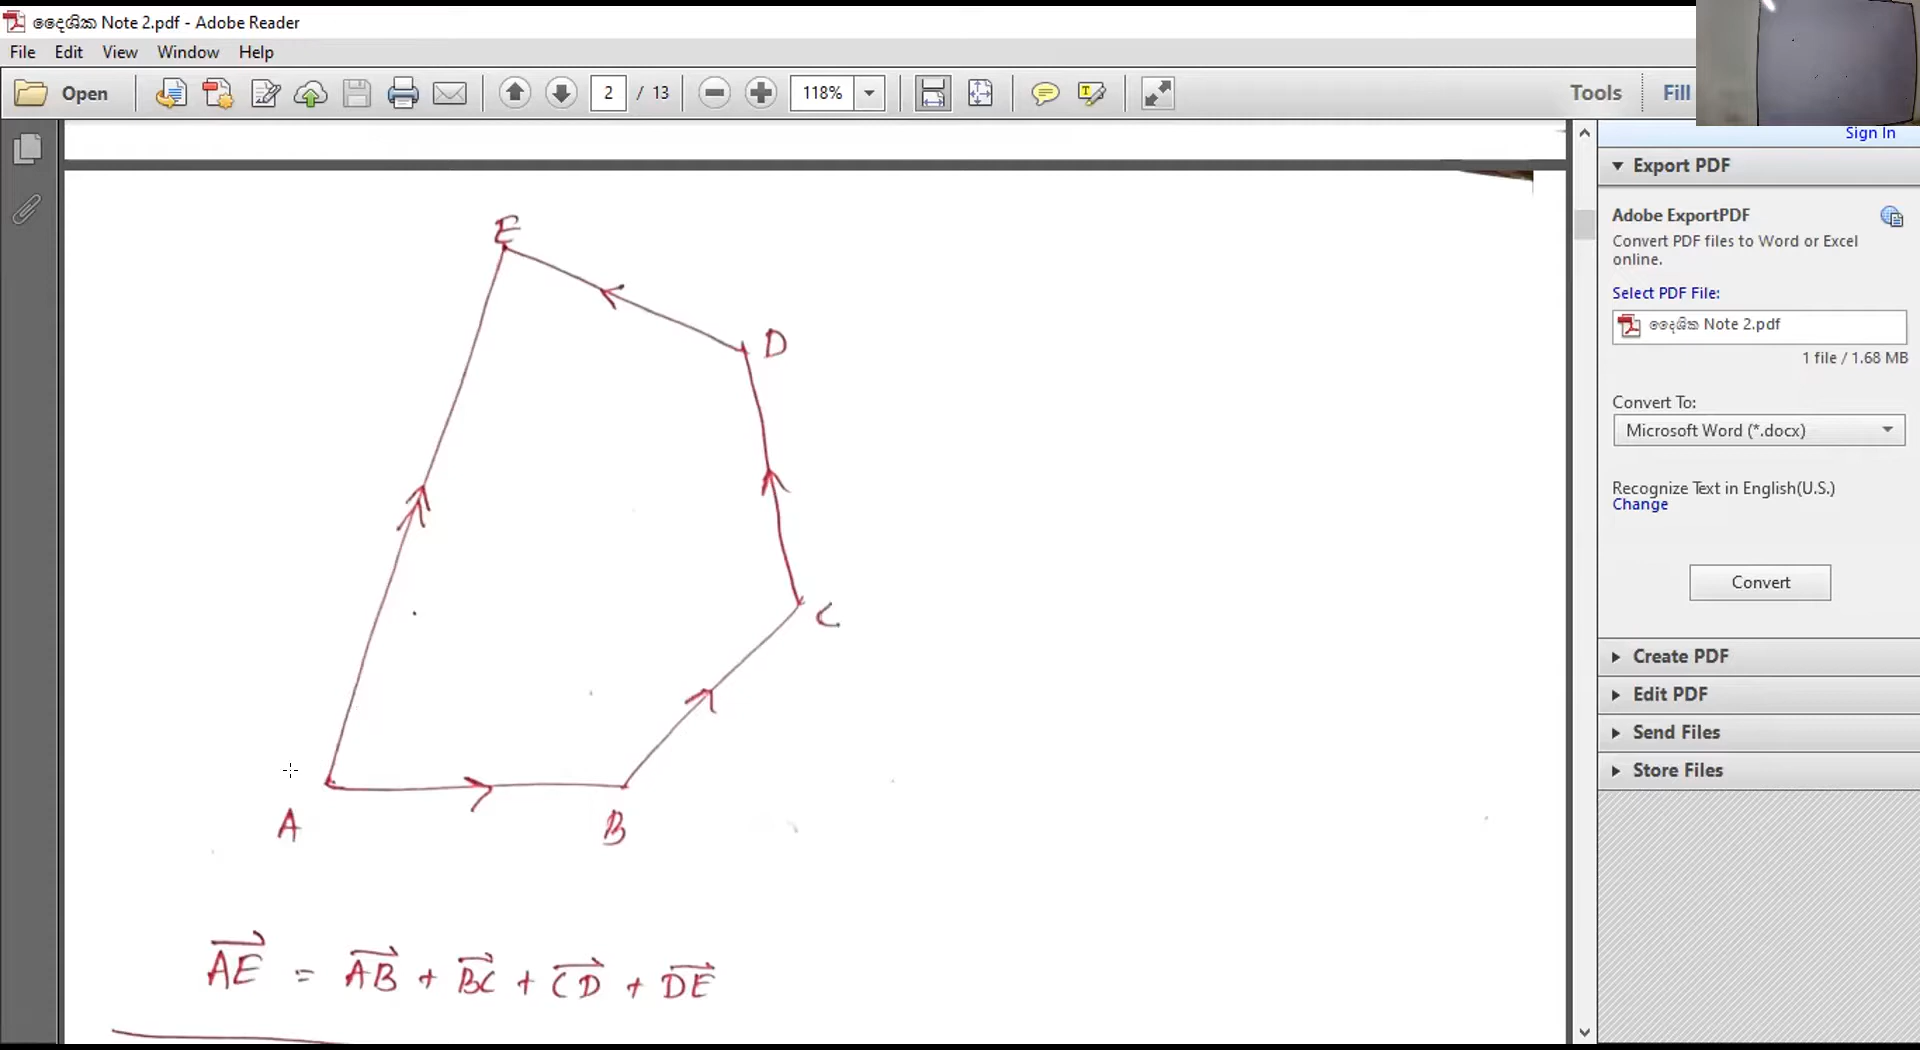 දෛශික Note 2.pdf - Adobe Reader
File Edit View Window Help
Open 2 / 13 118% Tools Fill
Sign In
Export PDF
Adobe ExportPDF
Convert PDF files to Word or Excel
online.
Select PDF File:
දෛශික Note 2.pdf
1 file / 1.68 MB
Convert To:
Microsoft Word (*.docx)
Recognize Text in English(U.S.)
Change
Convert
Create PDF
Edit PDF
Send Files
Store Files
E
D
C
A B
AE = AB + BC + CD + DE